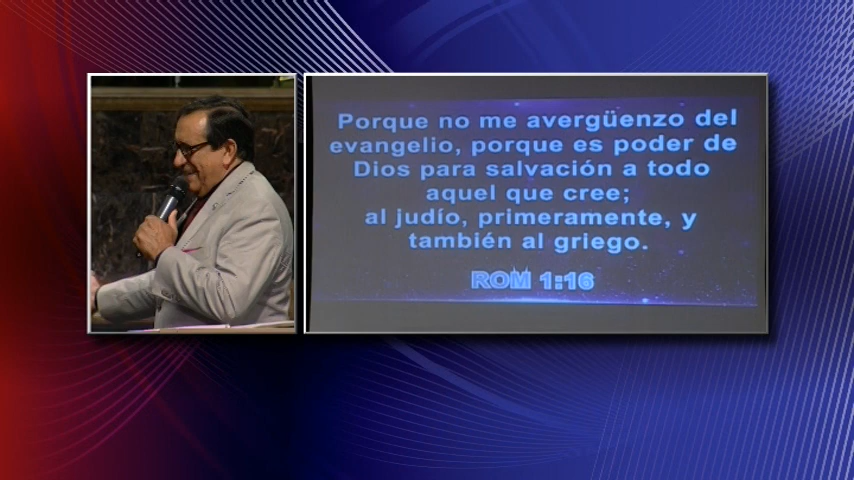 Porque no me avergüenzo del
evangelio, porque es poder de
Dios para salvación a todo
aquel que cree;
al judío, primeramente, y
también al griego.
ROM 1:16